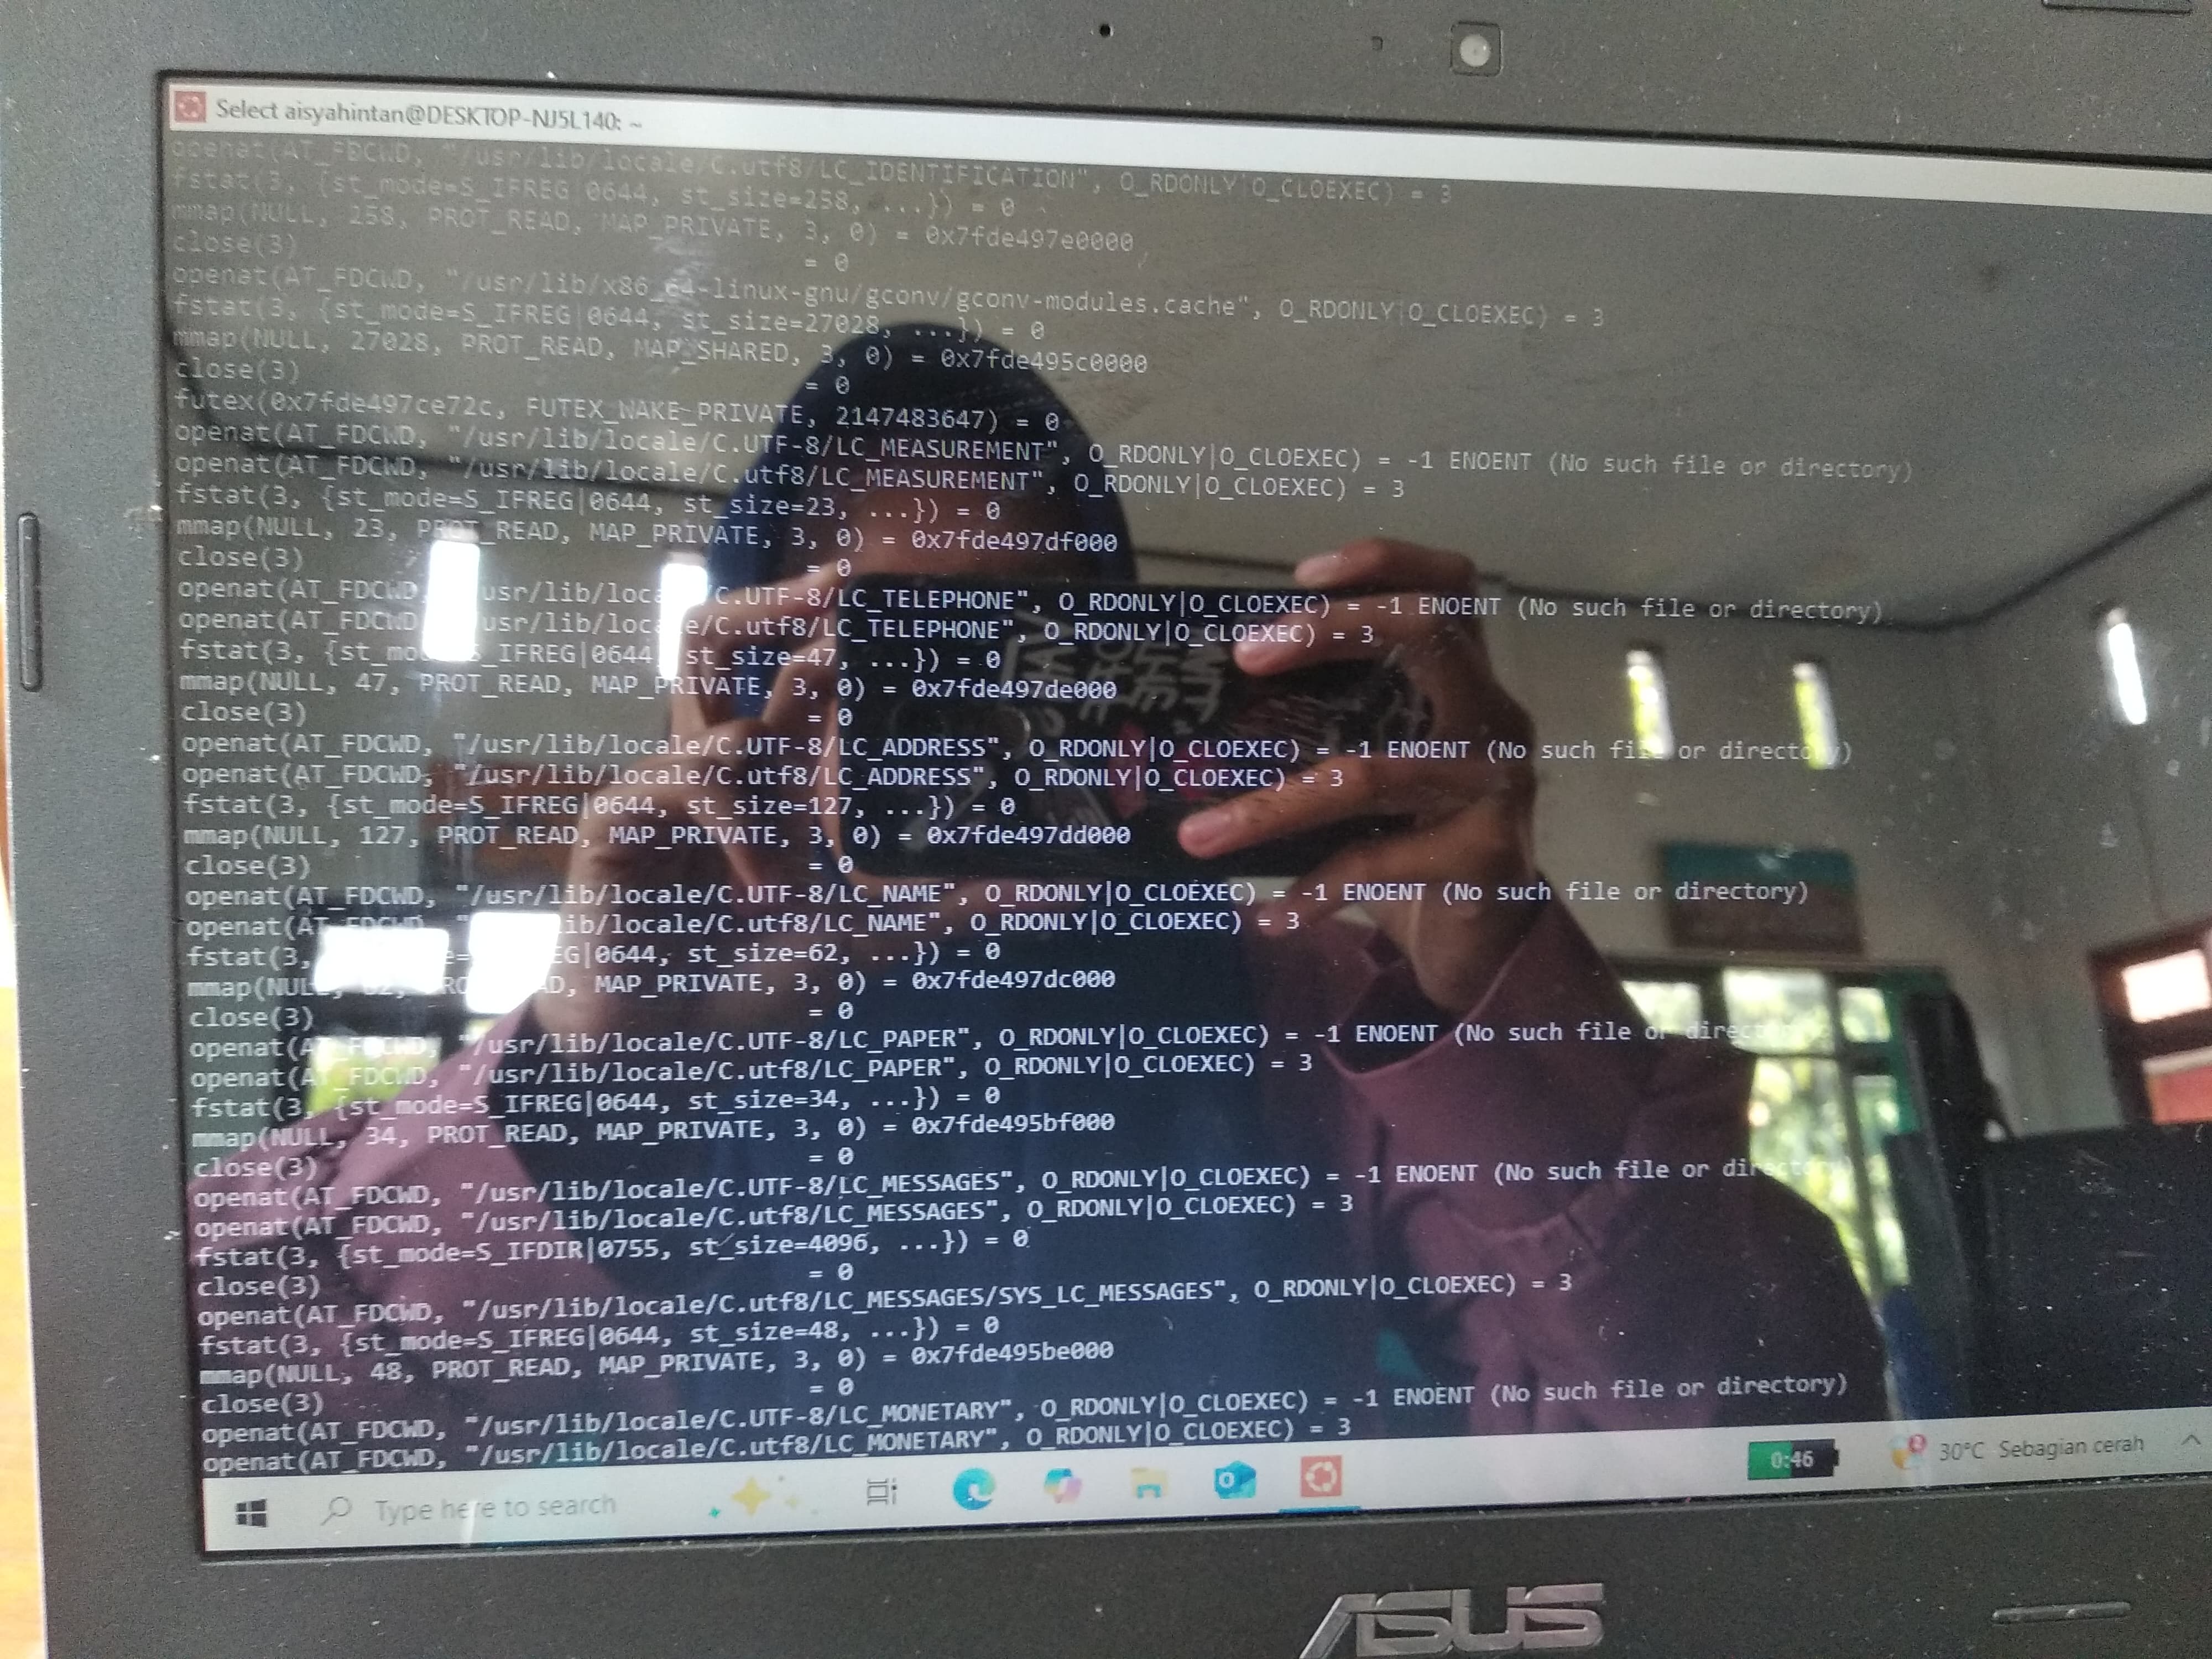 Select aisyahintan@DESKTOP-NJ5L140: ~
openat(AT_FDCWD, "/usr/lib/locale/C.utf8/LC_IDENTIFICATION", O_RDONLY|O_CLOEXEC) = 3
fstat(3, {st_mode=S_IFREG|0644, st_size=258, ...}) = 0
mmap(NULL, 258, PROT_READ, MAP_PRIVATE, 3, 0) = 0x7fde497e0000
close(3) = 0
openat(AT_FDCWD, "/usr/lib/x86_64-linux-gnu/gconv/gconv-modules.cache", O_RDONLY|O_CLOEXEC) = 3
fstat(3, {st_mode=S_IFREG|0644, st_size=27028, ...}) = 0
mmap(NULL, 27028, PROT_READ, MAP_SHARED, 3, 0) = 0x7fde495c0000
close(3) = 0
futex(0x7fde497ce72c, FUTEX_WAKE_PRIVATE, 2147483647) = 0
openat(AT_FDCWD, "/usr/lib/locale/C.UTF-8/LC_MEASUREMENT", O_RDONLY|O_CLOEXEC) = -1 ENOENT (No such file or directory)
openat(AT_FDCWD, "/usr/lib/locale/C.utf8/LC_MEASUREMENT", O_RDONLY|O_CLOEXEC) = 3
fstat(3, {st_mode=S_IFREG|0644, st_size=23, ...}) = 0
mmap(NULL, 23, PROT_READ, MAP_PRIVATE, 3, 0) = 0x7fde497df000
close(3) = 0
openat(AT_FDCWD, "/usr/lib/locale/C.UTF-8/LC_TELEPHONE", O_RDONLY|O_CLOEXEC) = -1 ENOENT (No such file or directory)
openat(AT_FDCWD, "/usr/lib/locale/C.utf8/LC_TELEPHONE", O_RDONLY|O_CLOEXEC) = 3
fstat(3, {st_mode=S_IFREG|0644, st_size=47, ...}) = 0
mmap(NULL, 47, PROT_READ, MAP_PRIVATE, 3, 0) = 0x7fde497de000
close(3) = 0
openat(AT_FDCWD, "/usr/lib/locale/C.UTF-8/LC_ADDRESS", O_RDONLY|O_CLOEXEC) = -1 ENOENT (No such file or directory)
openat(AT_FDCWD, "/usr/lib/locale/C.utf8/LC_ADDRESS", O_RDONLY|O_CLOEXEC) = 3
fstat(3, {st_mode=S_IFREG|0644, st_size=127, ...}) = 0
mmap(NULL, 127, PROT_READ, MAP_PRIVATE, 3, 0) = 0x7fde497dd000
close(3) = 0
openat(AT_FDCWD, "/usr/lib/locale/C.UTF-8/LC_NAME", O_RDONLY|O_CLOEXEC) = -1 ENOENT (No such file or directory)
openat(AT_FDCWD, "/usr/lib/locale/C.utf8/LC_NAME", O_RDONLY|O_CLOEXEC) = 3
fstat(3, {st_mode=S_IFREG|0644, st_size=62, ...}) = 0
mmap(NULL, 62, PROT_READ, MAP_PRIVATE, 3, 0) = 0x7fde497dc000
close(3) = 0
openat(AT_FDCWD, "/usr/lib/locale/C.UTF-8/LC_PAPER", O_RDONLY|O_CLOEXEC) = -1 ENOENT (No such file or directory)
openat(AT_FDCWD, "/usr/lib/locale/C.utf8/LC_PAPER", O_RDONLY|O_CLOEXEC) = 3
fstat(3, {st_mode=S_IFREG|0644, st_size=34, ...}) = 0
mmap(NULL, 34, PROT_READ, MAP_PRIVATE, 3, 0) = 0x7fde495bf000
close(3) = 0
openat(AT_FDCWD, "/usr/lib/locale/C.UTF-8/LC_MESSAGES", O_RDONLY|O_CLOEXEC) = -1 ENOENT (No such file or directory)
openat(AT_FDCWD, "/usr/lib/locale/C.utf8/LC_MESSAGES", O_RDONLY|O_CLOEXEC) = 3
fstat(3, {st_mode=S_IFDIR|0755, st_size=4096, ...}) = 0
close(3) = 0
openat(AT_FDCWD, "/usr/lib/locale/C.utf8/LC_MESSAGES/SYS_LC_MESSAGES", O_RDONLY|O_CLOEXEC) = 3
fstat(3, {st_mode=S_IFREG|0644, st_size=48, ...}) = 0
mmap(NULL, 48, PROT_READ, MAP_PRIVATE, 3, 0) = 0x7fde495be000
close(3) = 0
openat(AT_FDCWD, "/usr/lib/locale/C.UTF-8/LC_MONETARY", O_RDONLY|O_CLOEXEC) = -1 ENOENT (No such file or directory)
openat(AT_FDCWD, "/usr/lib/locale/C.utf8/LC_MONETARY", O_RDONLY|O_CLOEXEC) = 3
Type here to search
0:46
30°C Sebagian cerah
ASUS